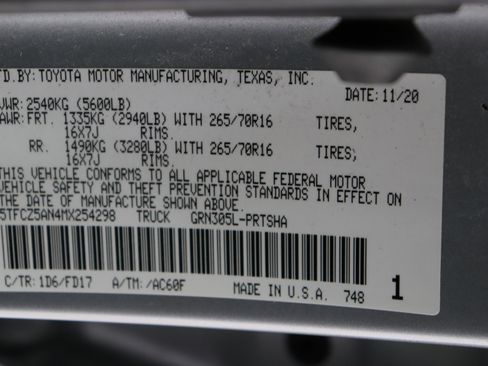 FD.BY: TOYOTA MOTOR MANUFACTURING, TEXAS, INC.
DATE: 11/20
VWR: 2540KG (5600LB)
AWR: FRT. 1335KG (2940LB) WITH 265/70R16 TIRES,
16X7J RIMS.
RR. 1490KG (3280LB) WITH 265/70R16 TIRES,
16X7J RIMS.
THIS VEHICLE CONFORMS TO ALL APPLICABLE FEDERAL MOTOR
VEHICLE SAFETY AND THEFT PREVENTION STANDARDS IN EFFECT ON
THE DATE OF MANUFACTURE SHOWN ABOVE.
5TFCZ5AN4MX254298 TRUCK GRN305L-PRTSHA
C/TR: 1D6/FD17 A/TM: /AC60F MADE IN U.S.A. 748 1